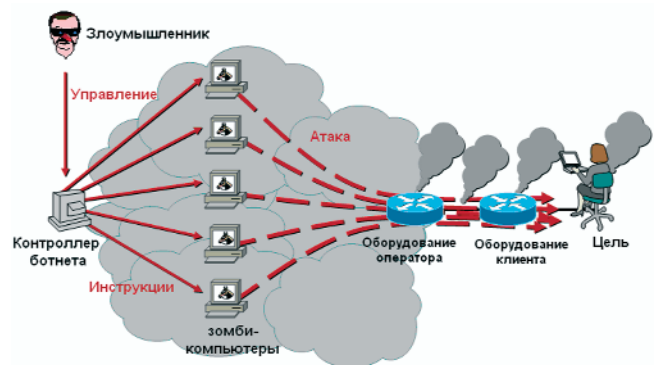 Злоумышленник
Управление
Атака
Контроллер
ботнета
Инструкции
зомби-
компьютеры
Оборудование
оператора
Оборудование
клиента
Цель